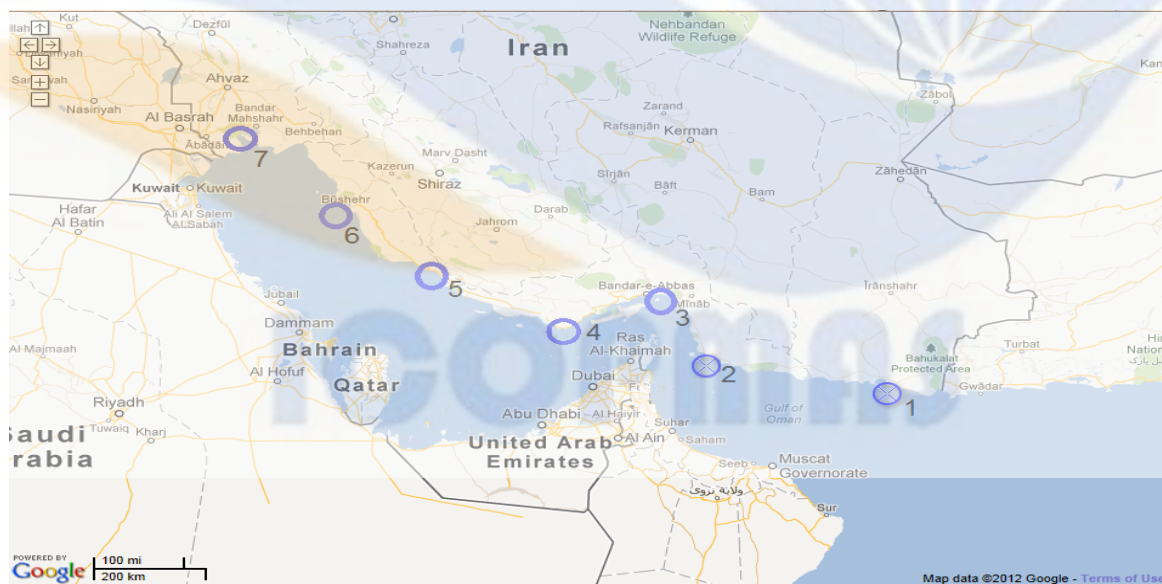 Kut
Dezfūl
Shahreza
Nehbandan
Wildlife Refuge
Iran
Ahvaz
Nasiriyah
Bandar
Mahshahr
Al Basrah
Behbehan
Ābādān
Zābol
Zarand
Rafsanjān
Kerman
Marv Dasht
Kazerun
Shiraz
Sīrjān
Bāft
Bam
Zāhedān
7
Kuwait
Kuwait
Hafar
Al Batin
Ali Al Salem
Al Sabah
Būshehr
6
Jahrom
Darab
5
Bandar-e-Abbas
Mīnāb
3
Īrānshahr
Jubail
Dammam
Al Majmaah
Bahrain
Al Hofuf
Qatar
4
Ras
Al-Khaimah
2
Dubai
Bahukalat
Protected Area
Turbat
Gwādar
1
Riyadh
Tuwaiq
Kharj
Saudi
rabia
Abu Dhabi
Al Hayir
Suhar
Saham
Gulf of
Oman
United Arab
Emirates
Al Ain
Seeb
Muscat
Governorate
ولاية نزوى
Sur
POWERED BY
Google
100 mi
200 km
Map data ©2012 Google - Terms of Use